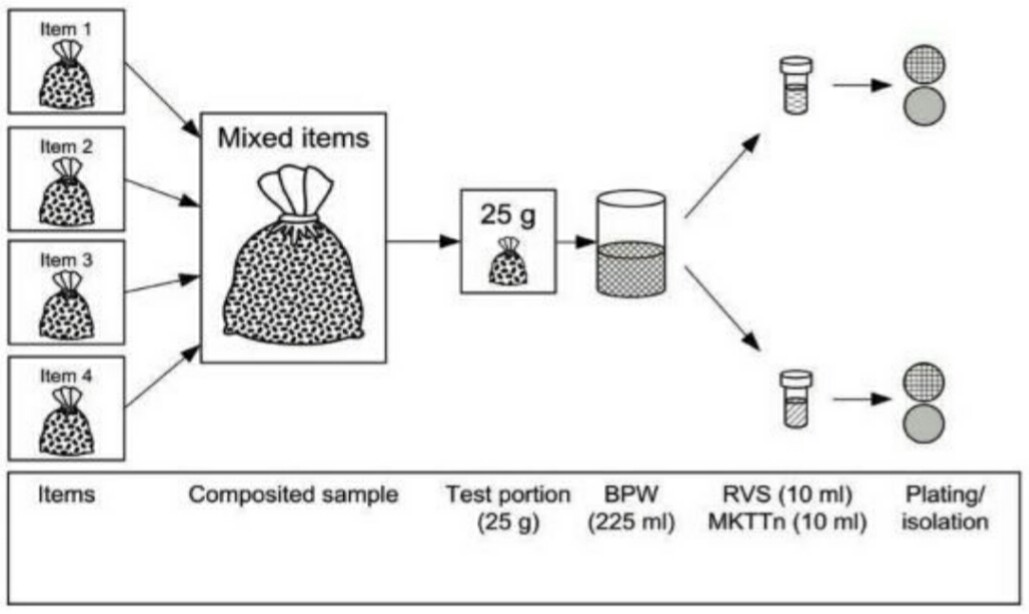 Item 1
Item 2
Item 3
Item 4
Mixed items
25 g
Items
Composited sample
Test portion
(25 g)
BPW
(225 ml)
RVS (10 ml)
MKTTn (10 ml)
Plating/
isolation